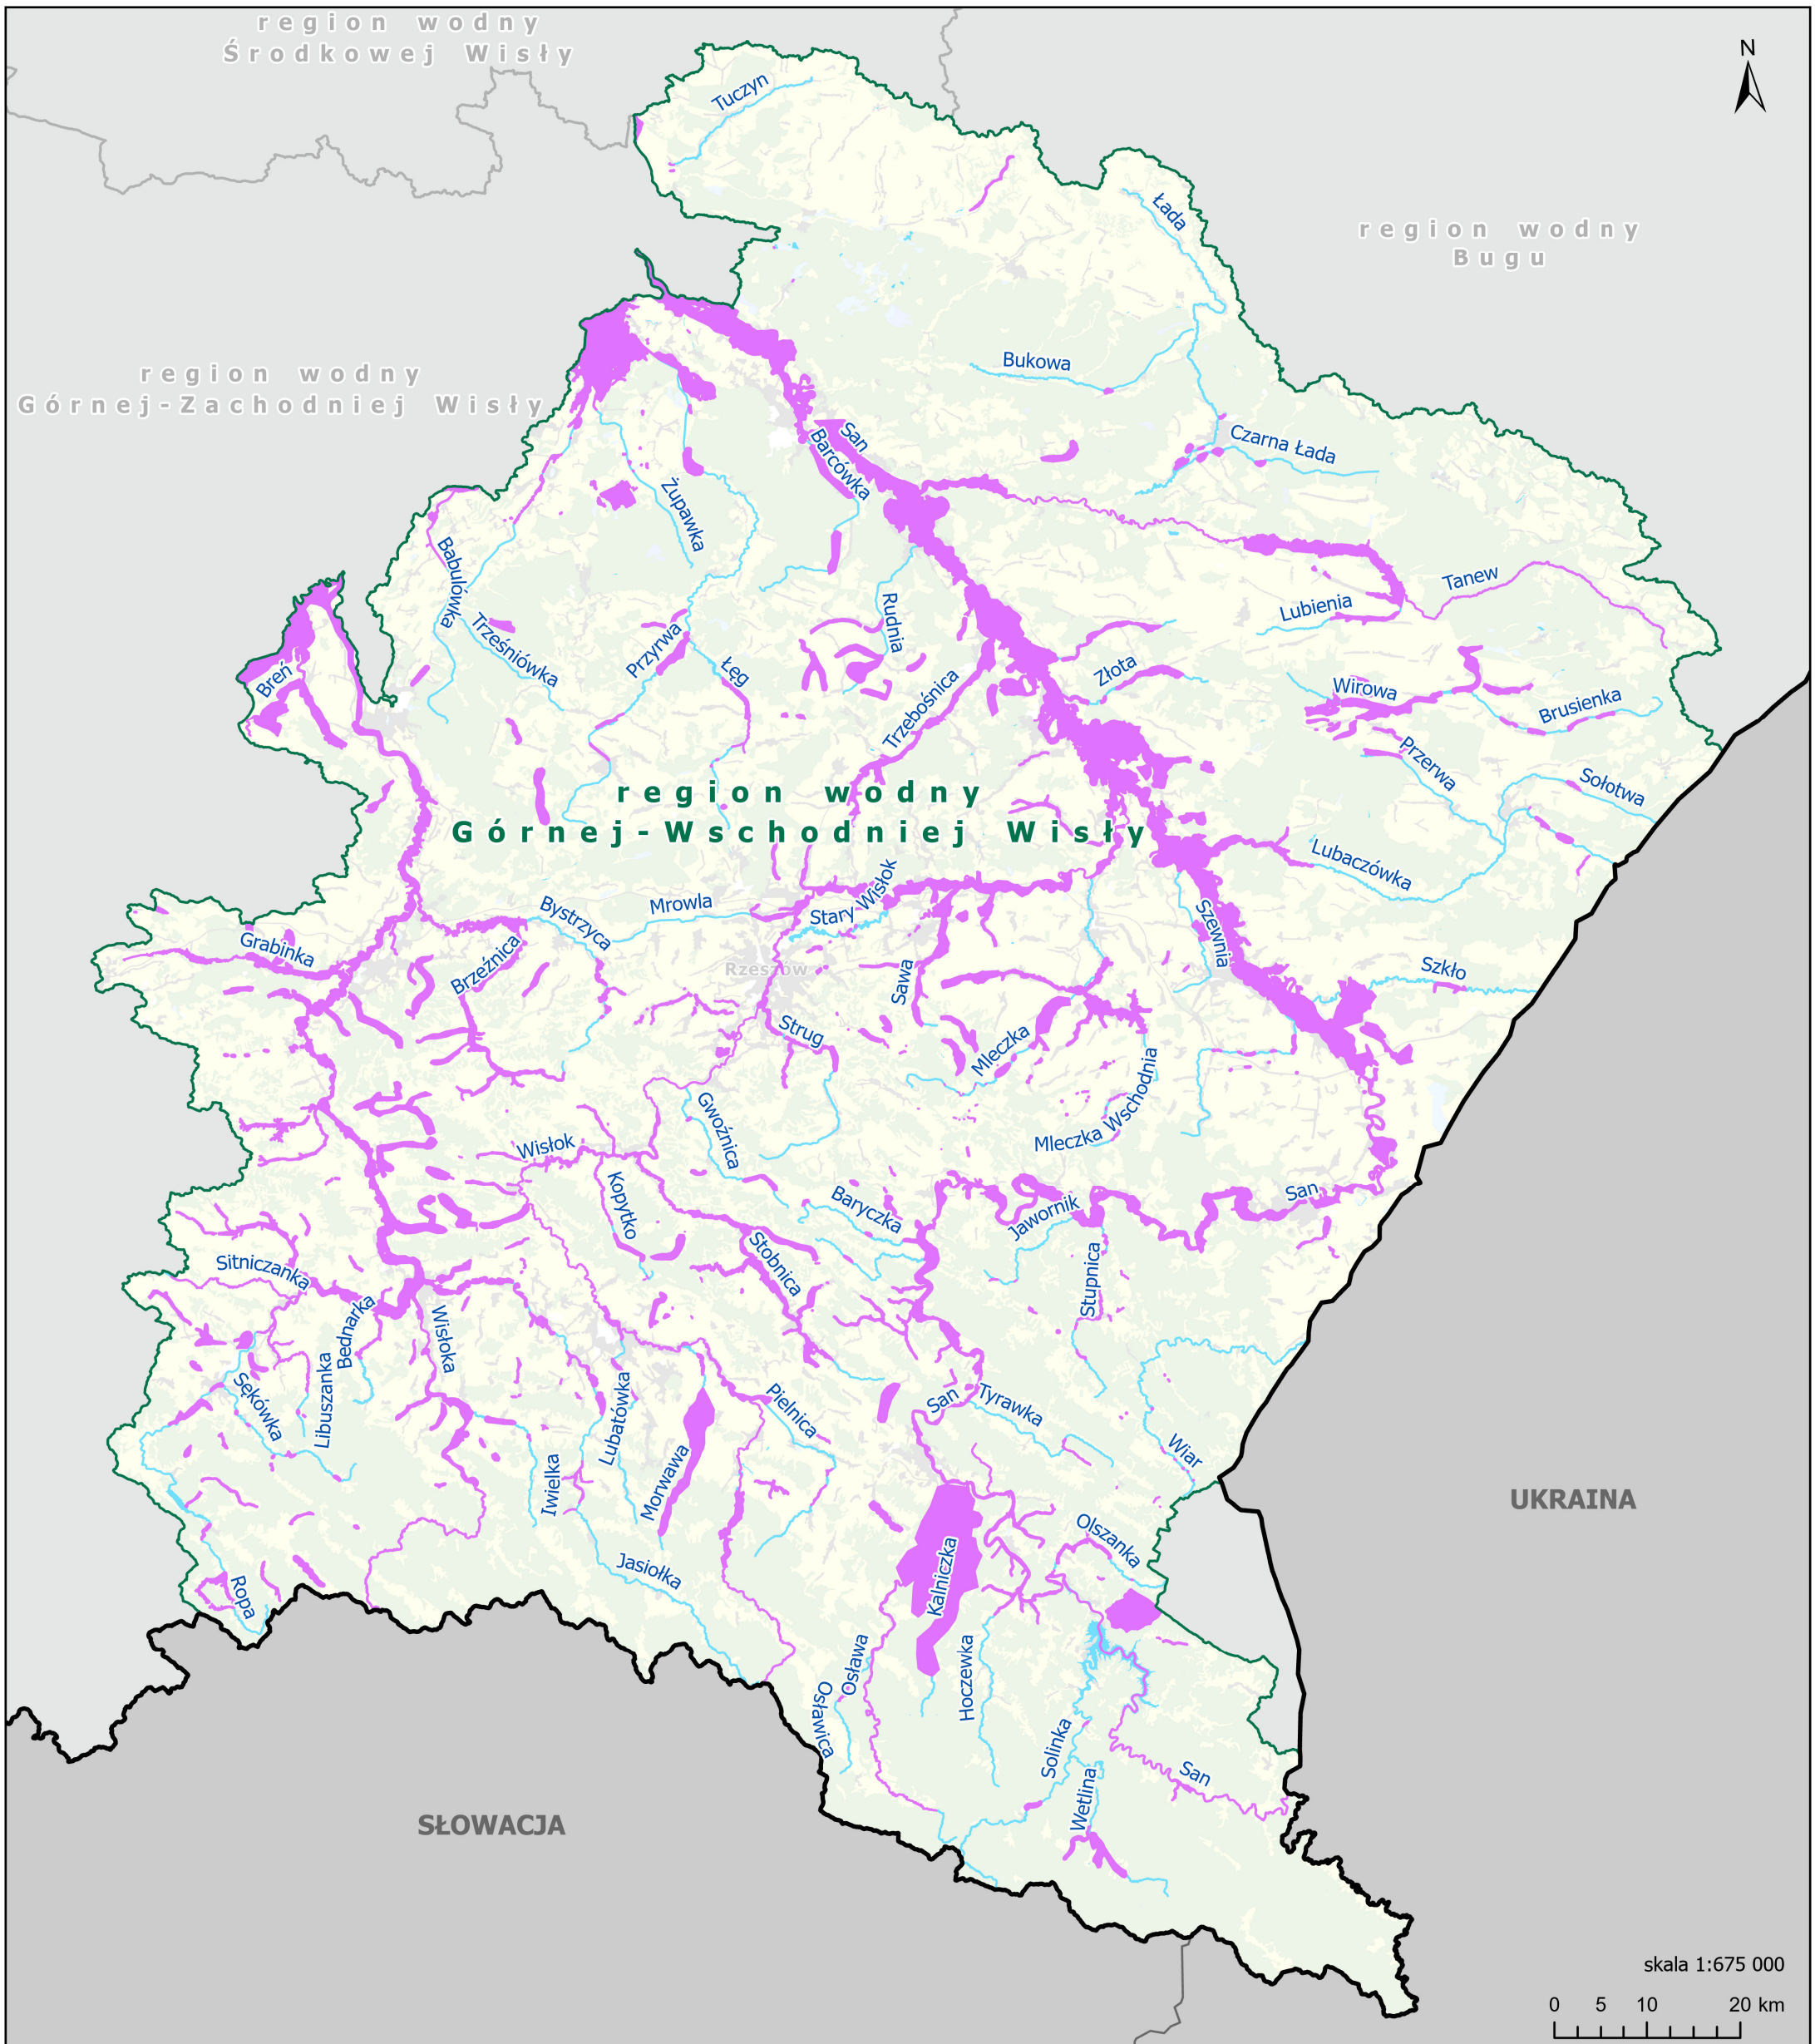 region wodny
Środkowej Wisły
N
Tuczyn
Łada
region wodny
Bugu
region wodny
Górnej-Zachodniej Wisły
Bukowa
San
Barcówka
Czarna Łada
Żupawka
Babulówka
Trześniówka
Tanew
Lubienia
Rudnia
Przyrwa
Łęg
Breń
Złota
Trzebośnica
Wirowa
Brusienka
Przerwa
Sołotwa
region wodny
Górnej-Wschodniej Wisły
Lubaczówka
Stary Wisłok
Mrowla
Bystrzyca
Grabinka
Brzeźnica
Szewnia
Rzeszów
Sawa
Szkło
Strug
Mleczka
Mleczka Wschodnia
Gwoźnica
Wisłok
Kopytko
Baryczka
Jawornik
San
Stobnica
Stupnica
Sitniczanka
Bednarka
Wisłoka
Libuszanka
Sękówka
Lubatówka
Pielnica
San
Tyrawka
Wiar
Iwielka
Morwawa
UKRAINA
Olszanka
Kalniczka
Jasiołka
Ropa
Osława
Osławica
Hoczewka
Solinka
Wetlina
San
SŁOWACJA
skala 1:675 000
0 5 10 20 km